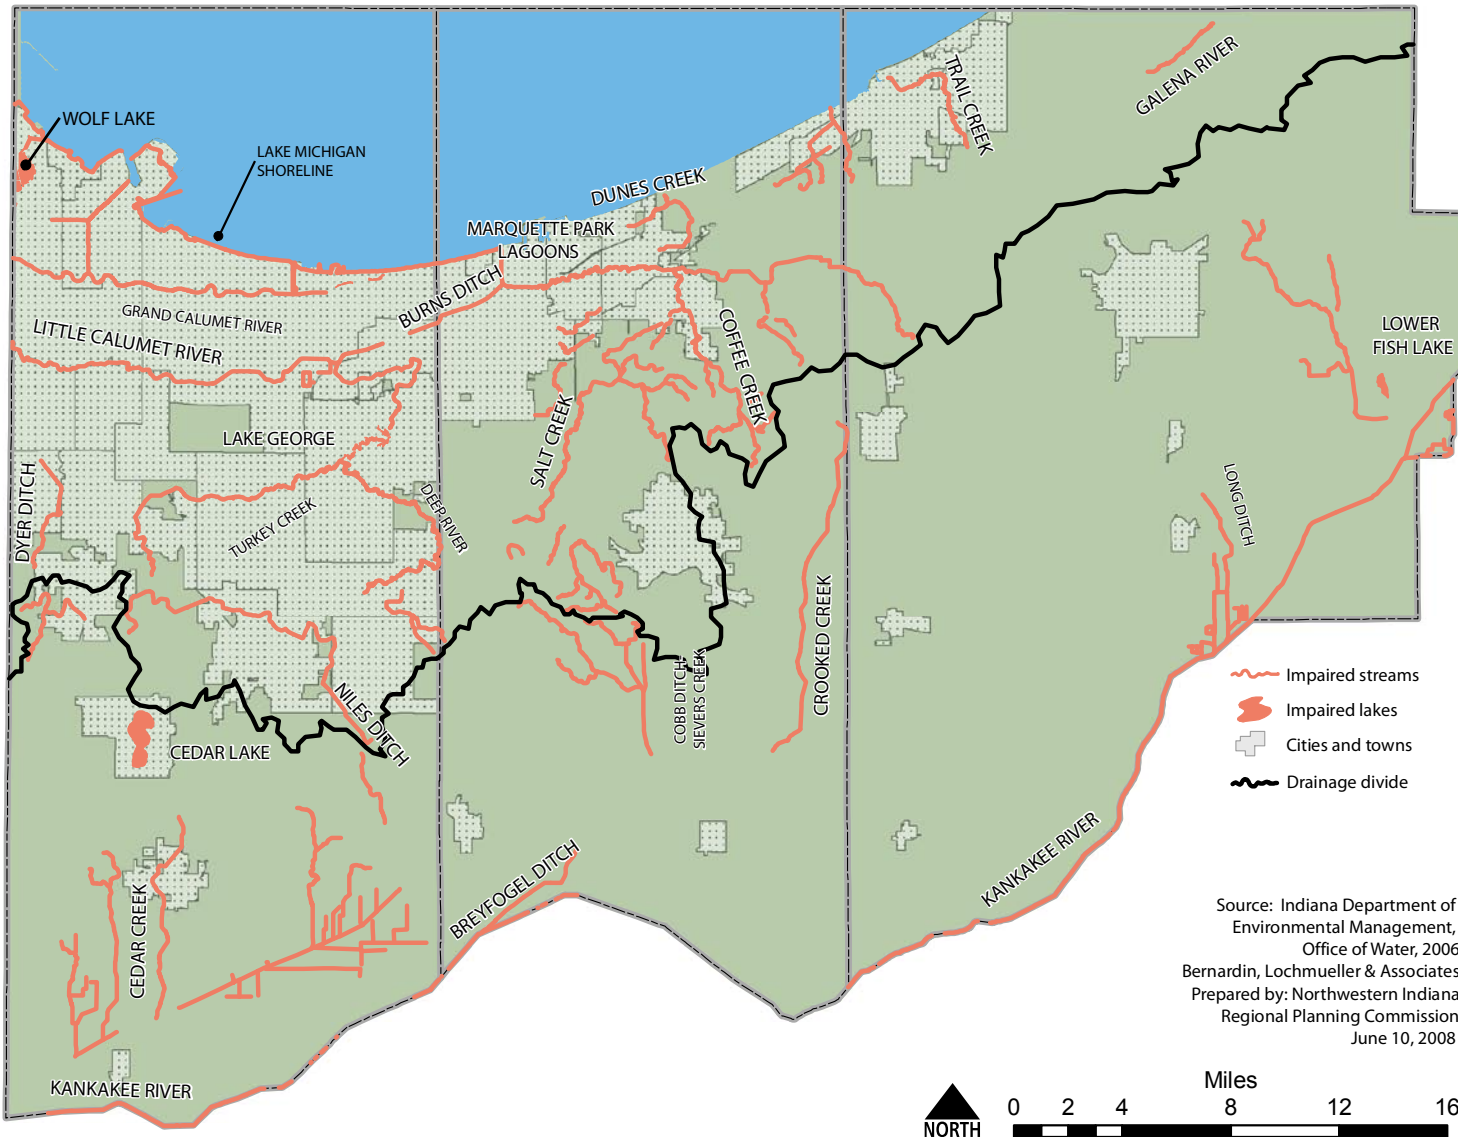 WOLF LAKE
LAKE MICHIGAN
SHORELINE
TRAIL CREEK
GALENA RIVER
DUNES CREEK
MARQUETTE PARK
LAGOONS
BURNS DITCH
GRAND CALUMET RIVER
LITTLE CALUMET RIVER
COFFEE CREEK
LOWER
FISH LAKE
LAKE GEORGE
SALT CREEK
DYER DITCH
TURKEY CREEK
DEEP RIVER
LONG DITCH
CROOKED CREEK
COBB DITCH
SIEVERS CREEK
NILES DITCH
CEDAR LAKE
CEDAR CREEK
BREYFOGEL DITCH
KANKAKEE RIVER
KANKAKEE RIVER
Impaired streams
Impaired lakes
Cities and towns
Drainage divide
Source: Indiana Department of
Environmental Management,
Office of Water, 2006
Bernardin, Lochmueller & Associates
Prepared by: Northwestern Indiana
Regional Planning Commission
June 10, 2008
Miles
0 2 4 8 12 16
NORTH